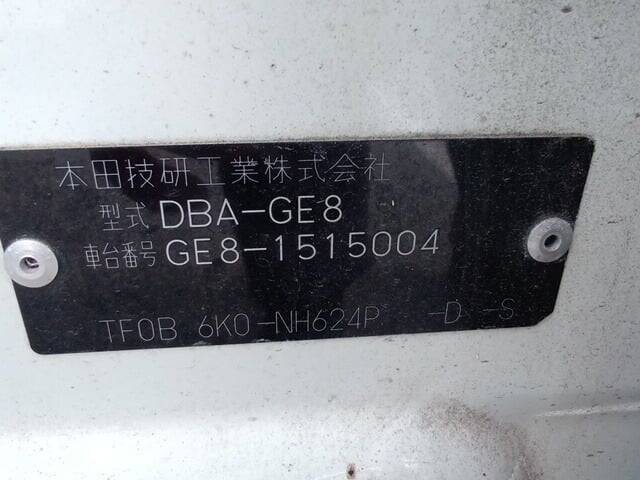 本田技研工業株式会社
型式 DBA-GE8
車台番号 GE8-1515004
TF0B 6K0-NH624P -D -S